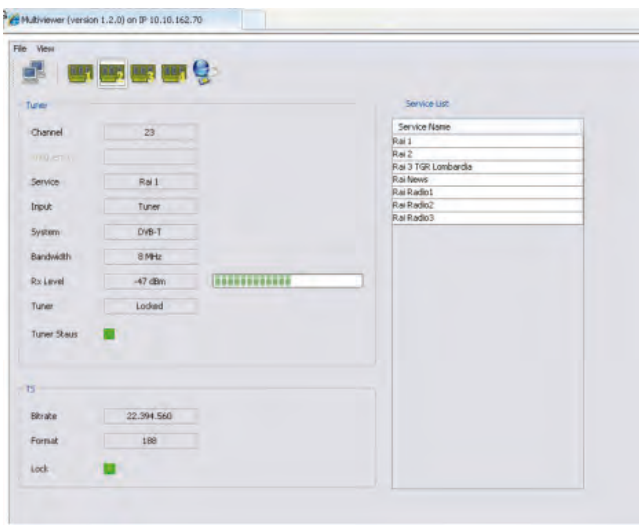 Multiviewer (version 1.2.0) on IP 10.10.162.70
File View
Tuner
Channel 23
Frequency
Service Rai 1
Input Tuner
System DVB-T
Bandwidth 8 MHz
Rx Level -47 dBm
Tuner Locked
Tuner Staus
TS
Bitrate 22.394.560
Format 188
Lock
Service List
Service Name
Rai 1
Rai 2
Rai 3 TGR Lombardia
Rai News
Rai Radio1
Rai Radio2
Rai Radio3